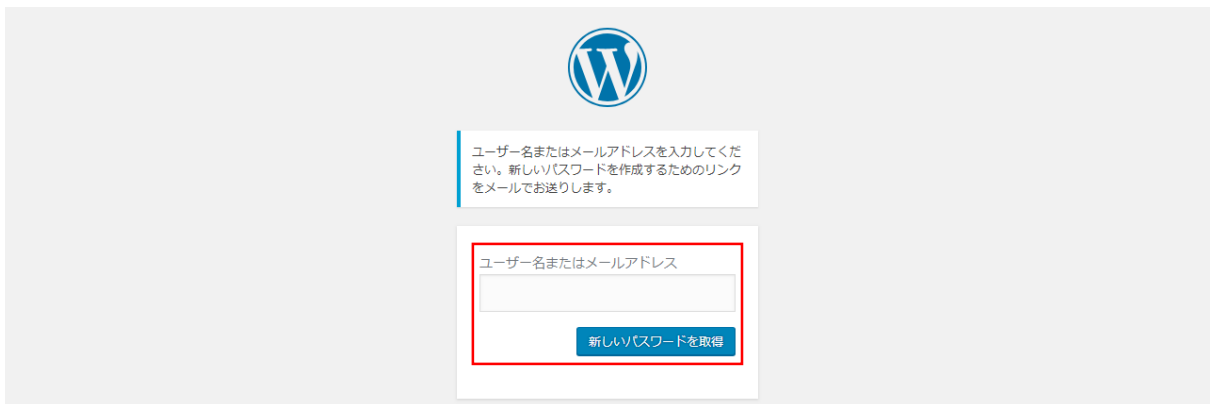 ユーザー名またはメールアドレスを入力してくだ
さい。新しいパスワードを作成するためのリンク
をメールでお送りします。
ユーザー名またはメールアドレス
新しいパスワードを取得